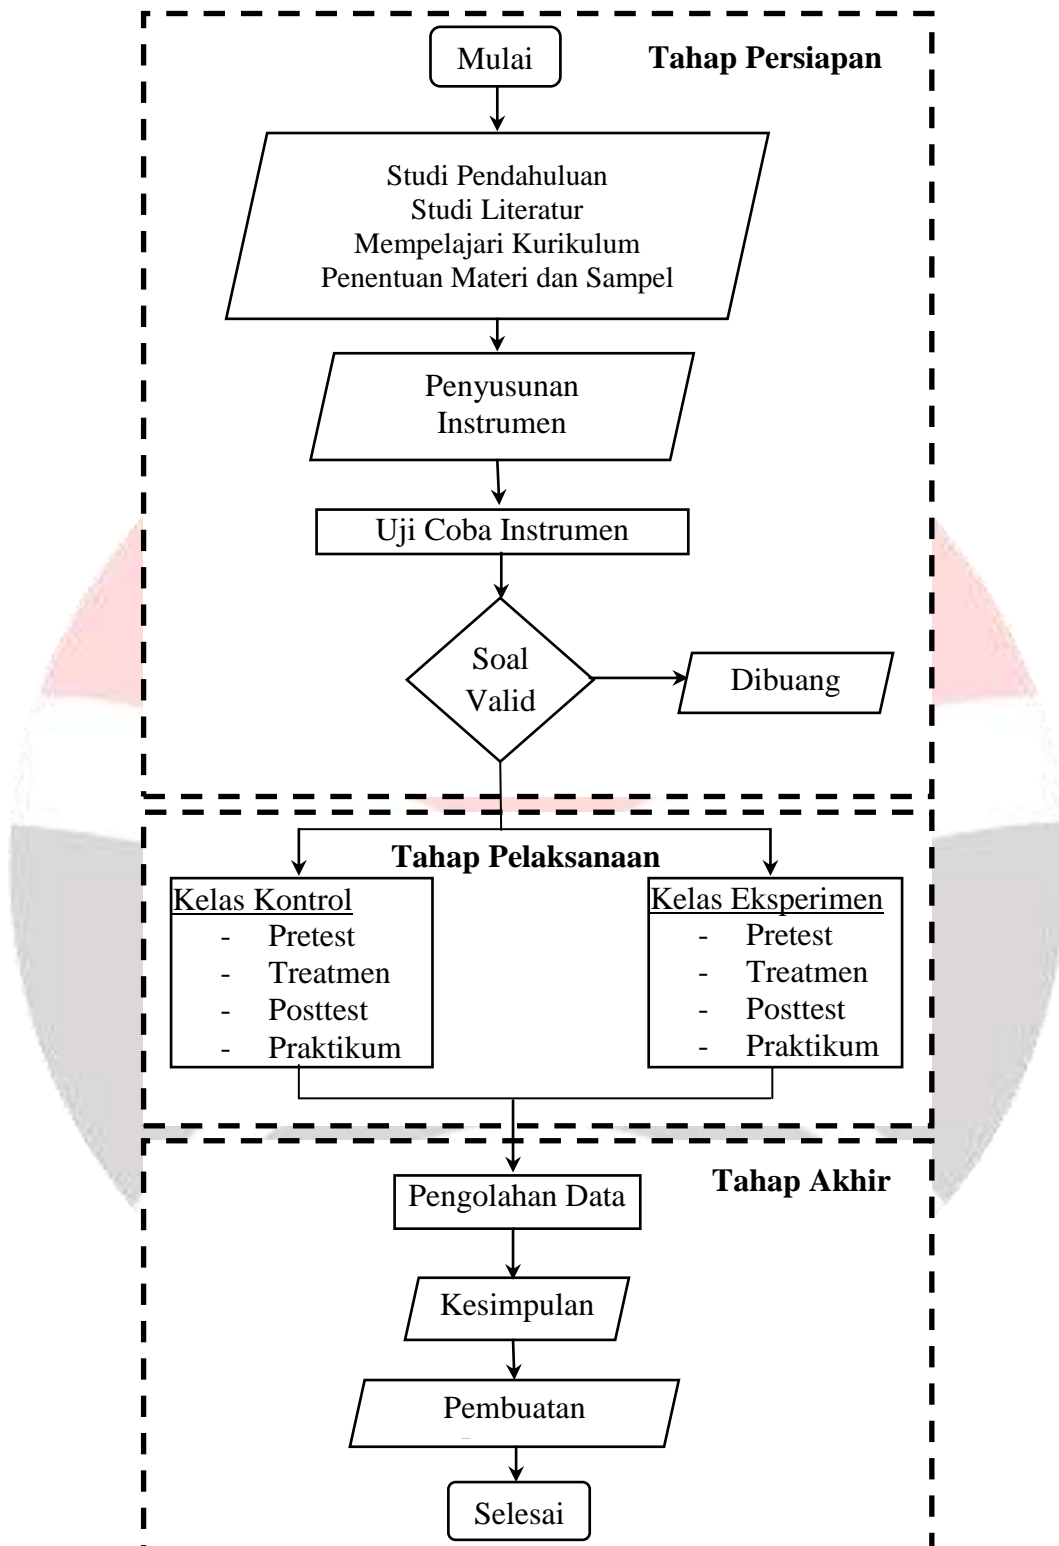 Mulai
Tahap Persiapan
Studi Pendahuluan
Studi Literatur
Mempelajari Kurikulum
Penentuan Materi dan Sampel
Penyusunan
Instrumen
Uji Coba Instrumen
Soal
Valid
Dibuang
Tahap Pelaksanaan
Kelas Kontrol
- Pretest
- Treatmen
- Posttest
- Praktikum
Kelas Eksperimen
- Pretest
- Treatmen
- Posttest
- Praktikum
Tahap Akhir
Pengolahan Data
Kesimpulan
Pembuatan
Selesai